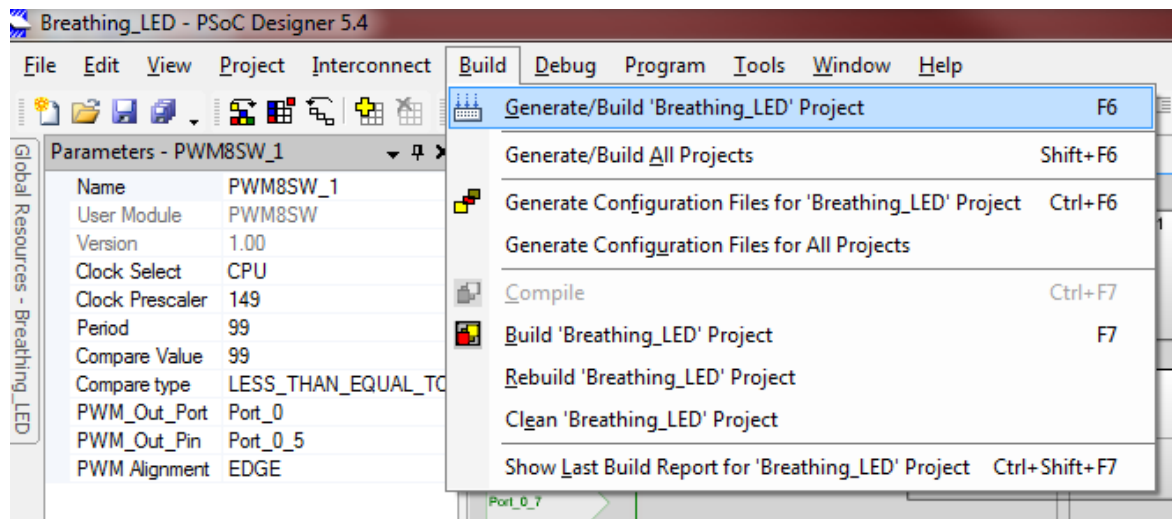 Breathing_LED - PSoC Designer 5.4
File Edit View Project Interconnect Build Debug Program Tools Window Help
Generate/Build 'Breathing_LED' Project F6
Generate/Build All Projects Shift+F6
Generate Configuration Files for 'Breathing_LED' Project Ctrl+F6
Generate Configuration Files for All Projects
Compile Ctrl+F7
Build 'Breathing_LED' Project F7
Rebuild 'Breathing_LED' Project
Clean 'Breathing_LED' Project
Show Last Build Report for 'Breathing_LED' Project Ctrl+Shift+F7
Global Resources - Breathing_LED
Parameters - PWM8SW_1
Name PWM8SW_1
User Module PWM8SW
Version 1.00
Clock Select CPU
Clock Prescaler 149
Period 99
Compare Value 99
Compare type LESS_THAN_EQUAL_TO
PWM_Out_Port Port_0
PWM_Out_Pin Port_0_5
PWM Alignment EDGE
Port_0_7
1